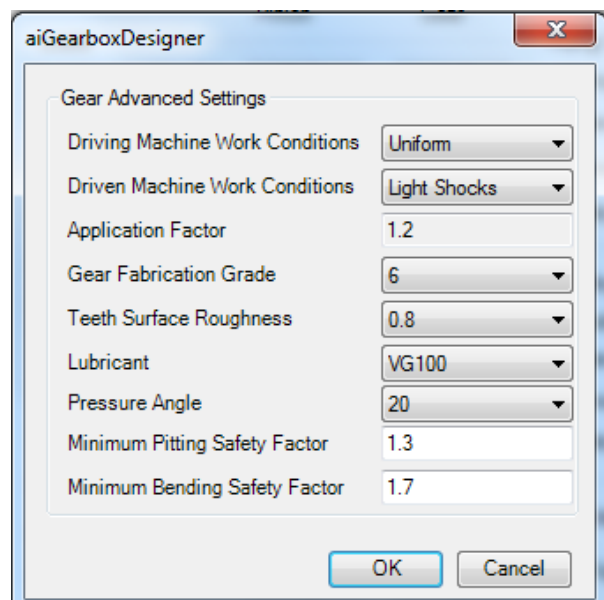 aiGearboxDesigner
Gear Advanced Settings
Driving Machine Work Conditions Uniform
Driven Machine Work Conditions Light Shocks
Application Factor 1.2
Gear Fabrication Grade 6
Teeth Surface Roughness 0.8
Lubricant VG100
Pressure Angle 20
Minimum Pitting Safety Factor 1.3
Minimum Bending Safety Factor 1.7
OK Cancel